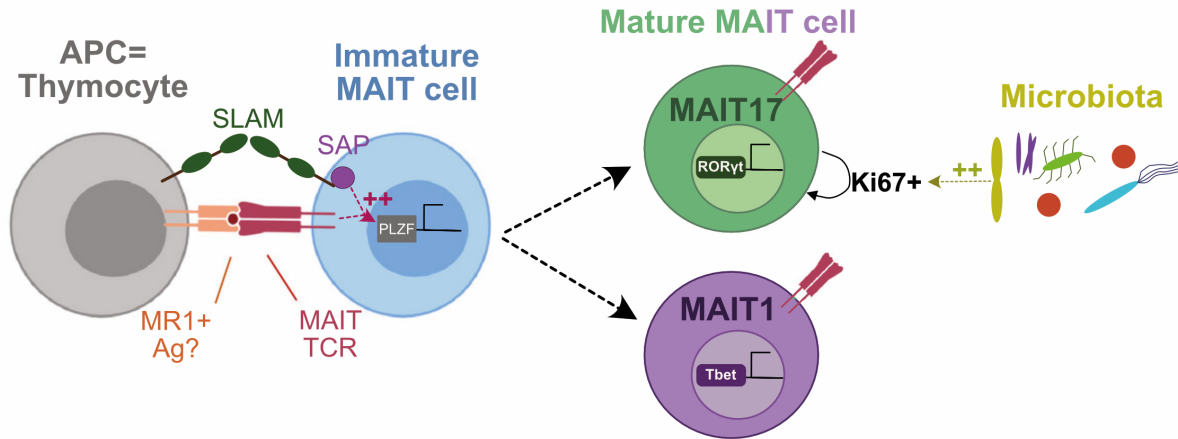 APC=
Thymocyte
SLAM
Immature
MAIT cell
SAP
++
PLZF
MR1+
Ag?
MAIT
TCR
Mature MAIT cell
MAIT17
RORγt
Ki67+
++
Microbiota
MAIT1
Tbet